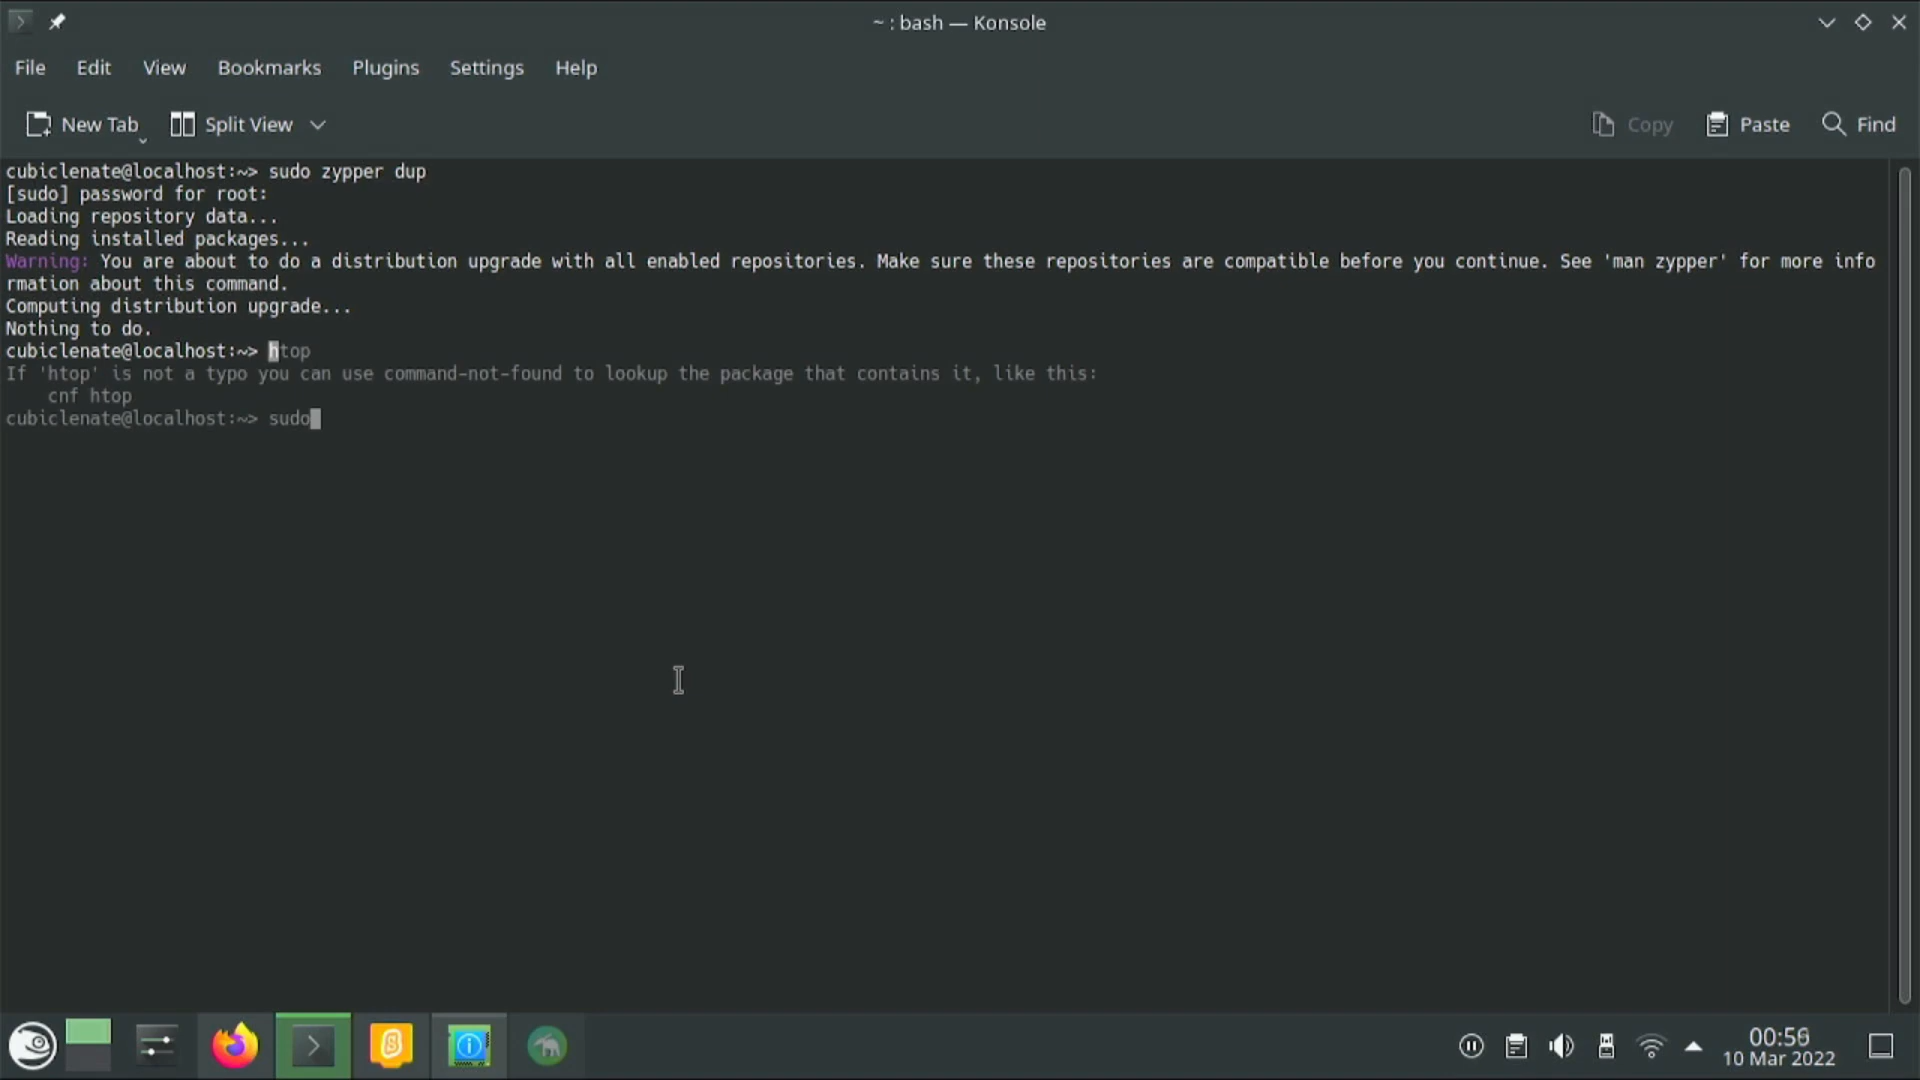 ~ : bash — Konsole
File Edit View Bookmarks Plugins Settings Help
New Tab Split View Copy Paste Find
cubiclenate@localhost:~> sudo zypper dup
[sudo] password for root:
Loading repository data...
Reading installed packages...
Warning: You are about to do a distribution upgrade with all enabled repositories. Make sure these repositories are compatible before you continue. See 'man zypper' for more info
rmation about this command.
Computing distribution upgrade...
Nothing to do.
cubiclenate@localhost:~> htop
If 'htop' is not a typo you can use command-not-found to lookup the package that contains it, like this:
    cnf htop
cubiclenate@localhost:~> sudo
10 Mar 2022